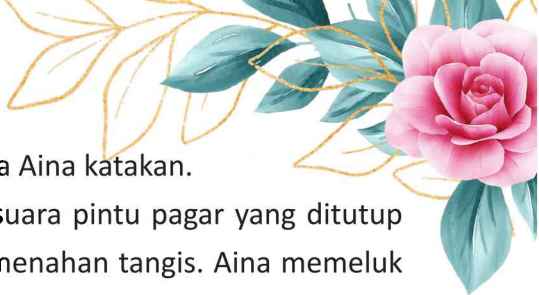 a Aina katakan.
suara pintu pagar yang ditutup
menahan tangis. Aina memeluk